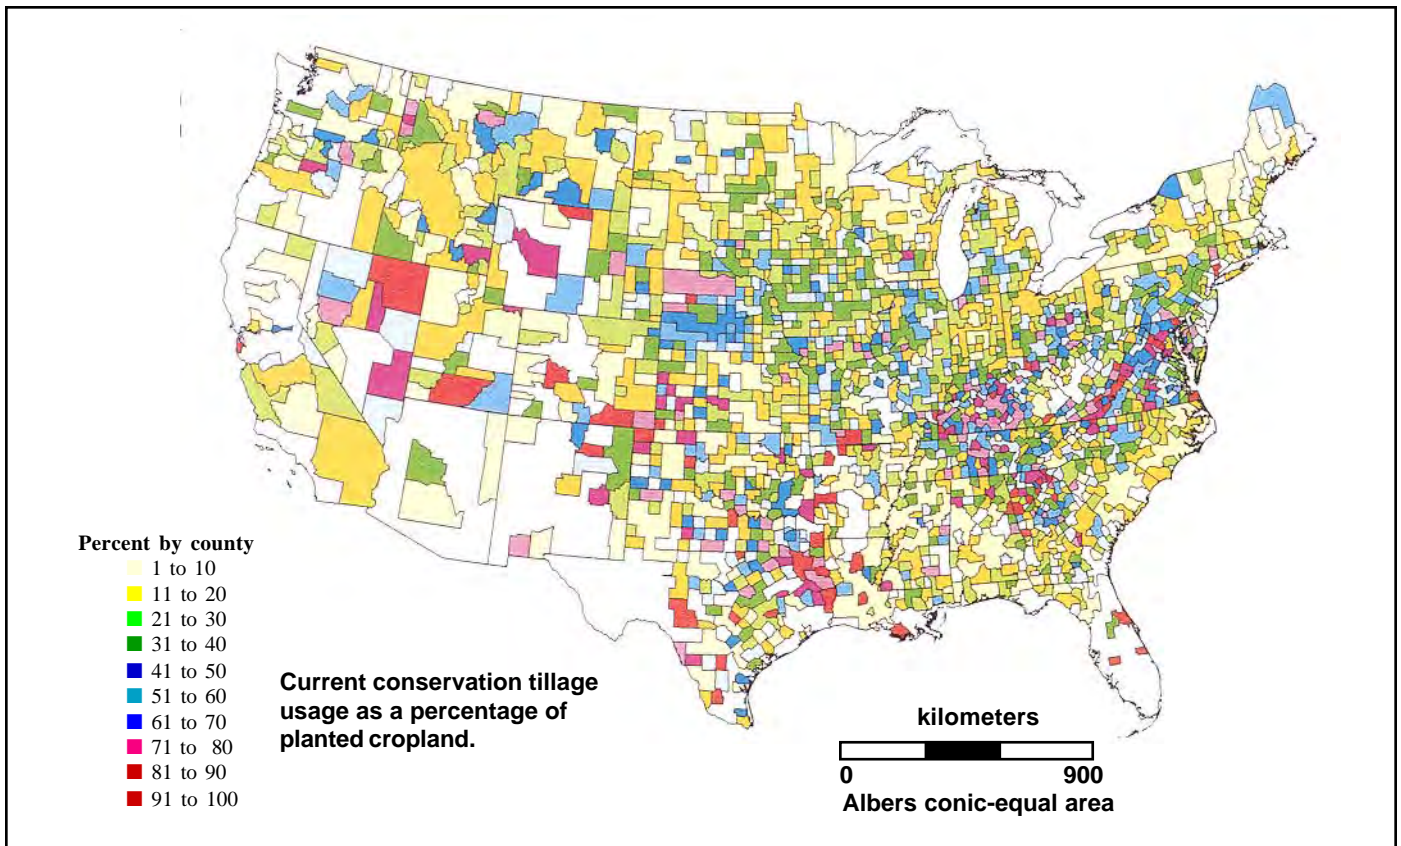 Percent by county
1 to 10
11 to 20
21 to 30
31 to 40
41 to 50
51 to 60
61 to 70
71 to 80
81 to 90
91 to 100
Current conservation tillage
usage as a percentage of
planted cropland.
kilometers
0 900
Albers conic-equal area